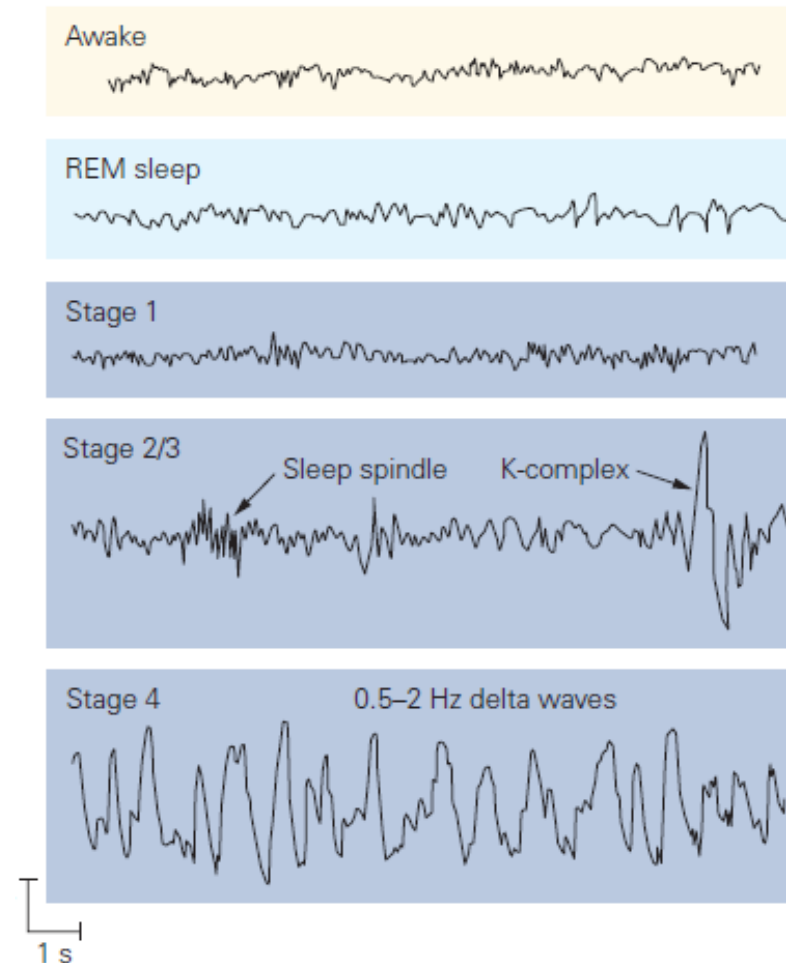 Awake
REM sleep
Stage 1
Stage 2/3
Sleep spindle K-complex
Stage 4 0.5–2 Hz delta waves
1 s